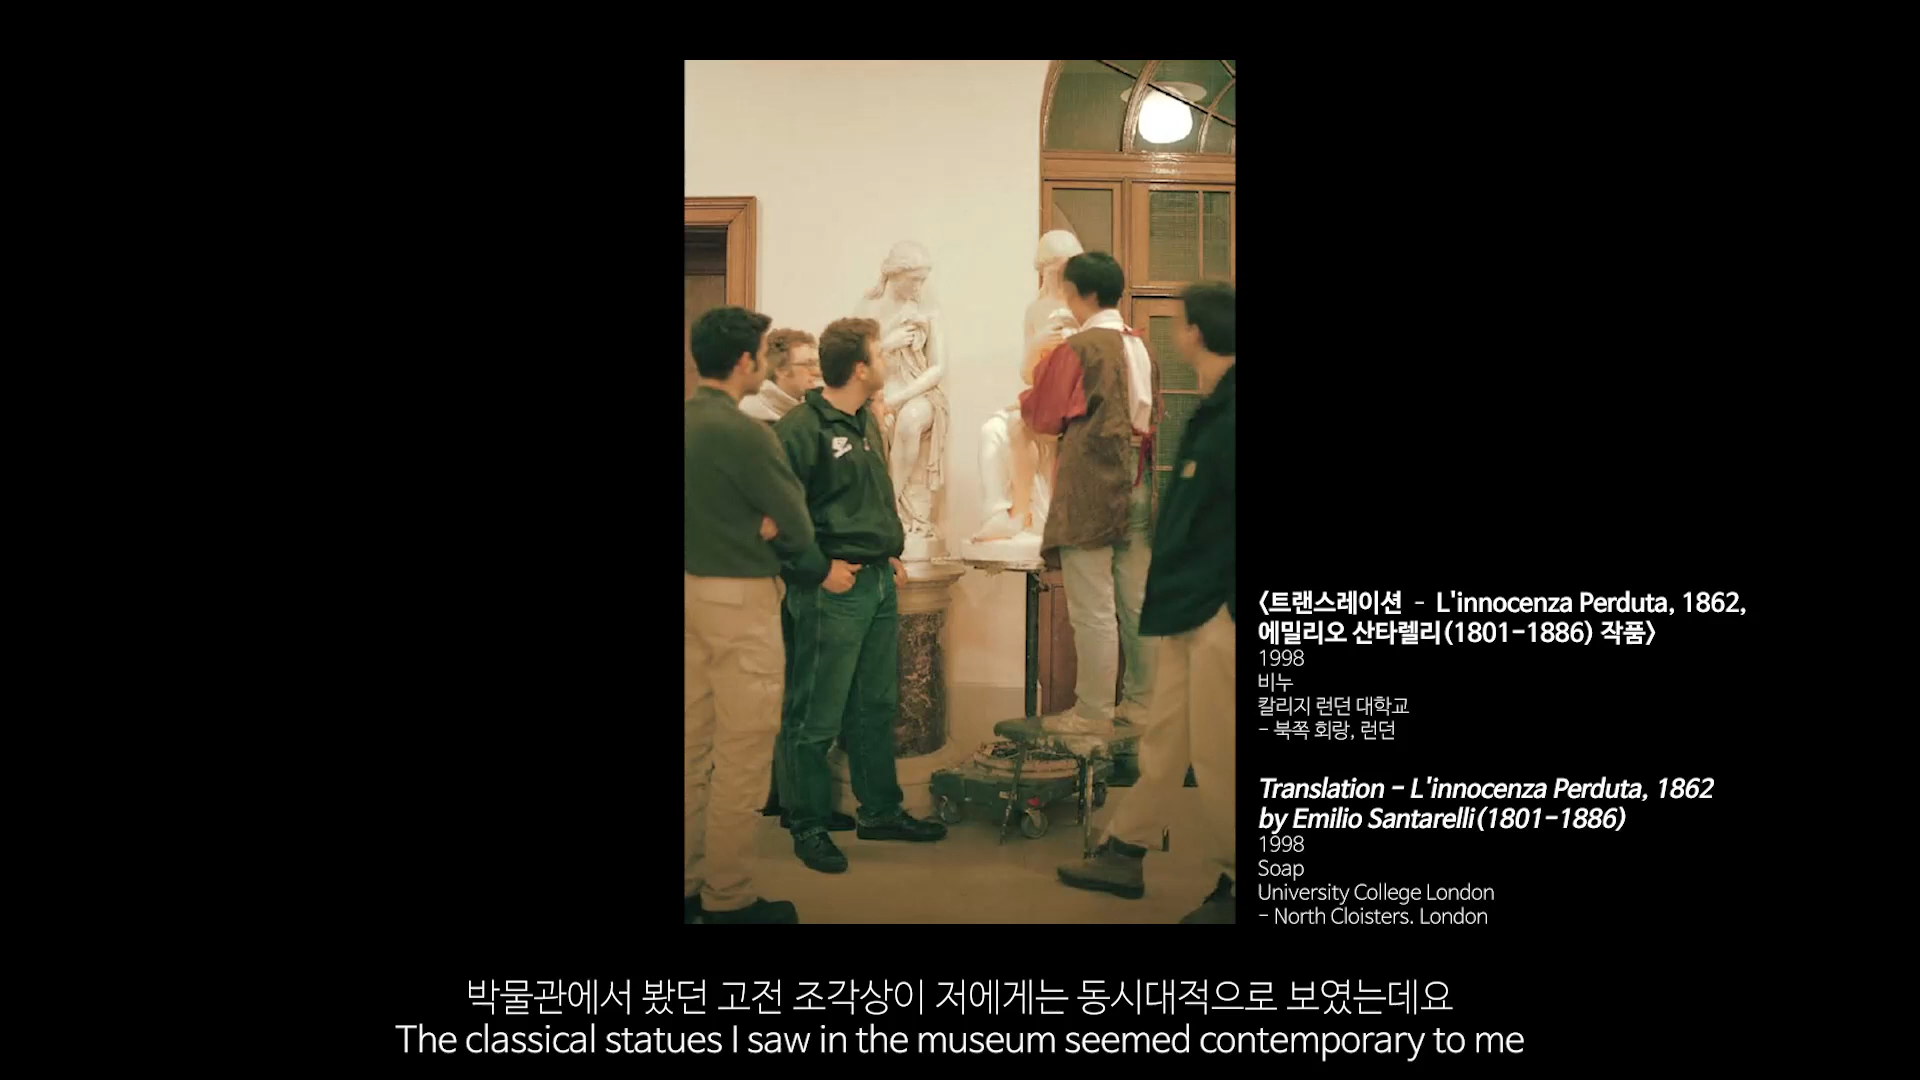 〈트랜스레이션 - L'innocenza Perduta, 1862,
에밀리오 산타렐리(1801-1886) 작품〉
1998
비누
칼리지 런던 대학교
- 북쪽 회랑, 런던
Translation - L'innocenza Perduta, 1862
by Emilio Santarelli(1801-1886)
1998
Soap
University College London
- North Cloisters. London
박물관에서 봤던 고전 조각상이 저에게는 동시대적으로 보였는데요
The classical statues I saw in the museum seemed contemporary to me